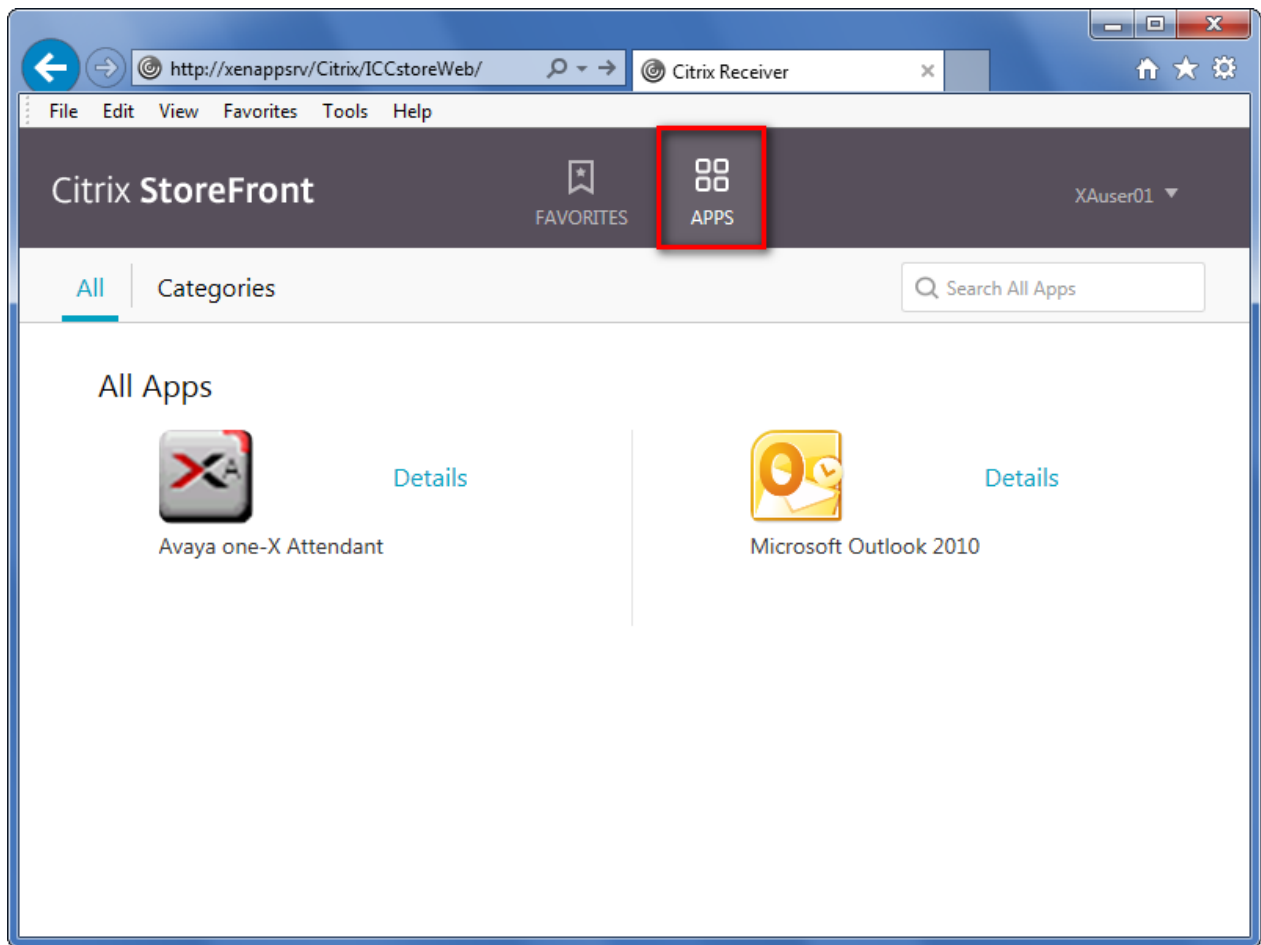 http://xenappsrv/Citrix/ICCstoreWeb/ Citrix Receiver
File Edit View Favorites Tools Help
Citrix StoreFront
FAVORITES
APPS
XAuser01
All Categories Search All Apps
All Apps
XA Details O Details
Avaya one-X Attendant Microsoft Outlook 2010